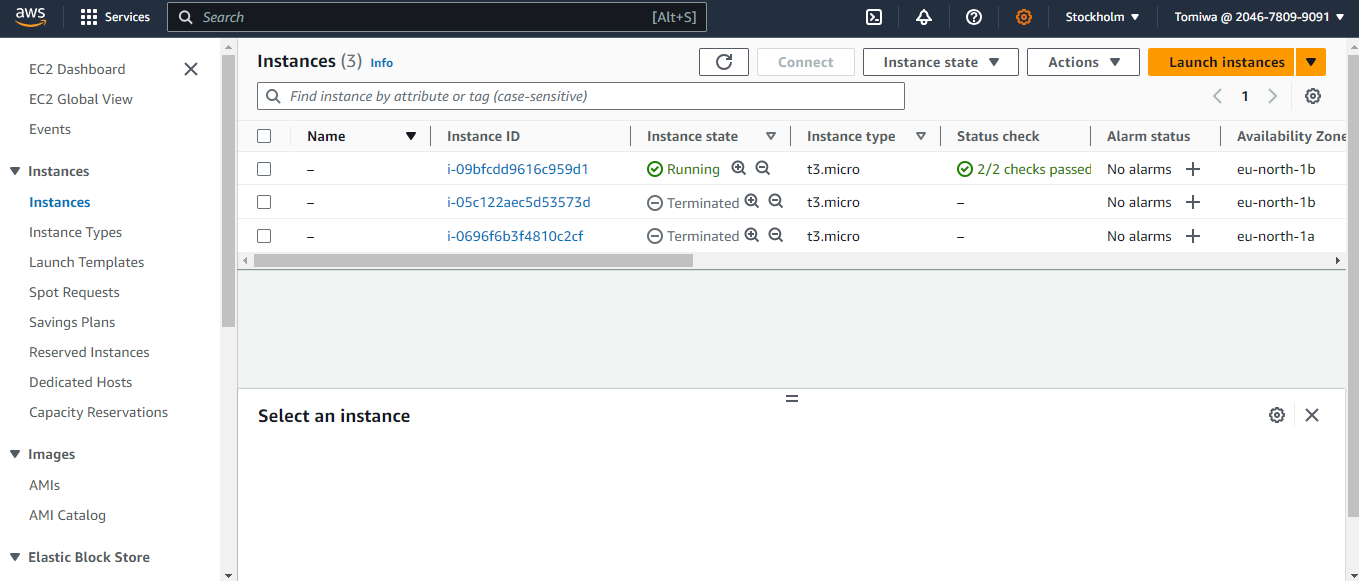 aws Services Search [Alt+S] Stockholm Tomiwa @ 2046-7809-9091
EC2 Dashboard
EC2 Global View
Events
Instances
Instances
Instance Types
Launch Templates
Spot Requests
Savings Plans
Reserved Instances
Dedicated Hosts
Capacity Reservations
Images
AMIs
AMI Catalog
Elastic Block Store
Instances (3) Info Connect Instance state Actions Launch instances
Find instance by attribute or tag (case-sensitive) 1
Name Instance ID Instance state Instance type Status check Alarm status Availability Zone
– i-09bfcdd9616c959d1 Running t3.micro 2/2 checks passed No alarms eu-north-1b
– i-05c122aec5d53573d Terminated t3.micro – No alarms eu-north-1b
– i-0696f6b3f4810c2cf Terminated t3.micro – No alarms eu-north-1a
Select an instance